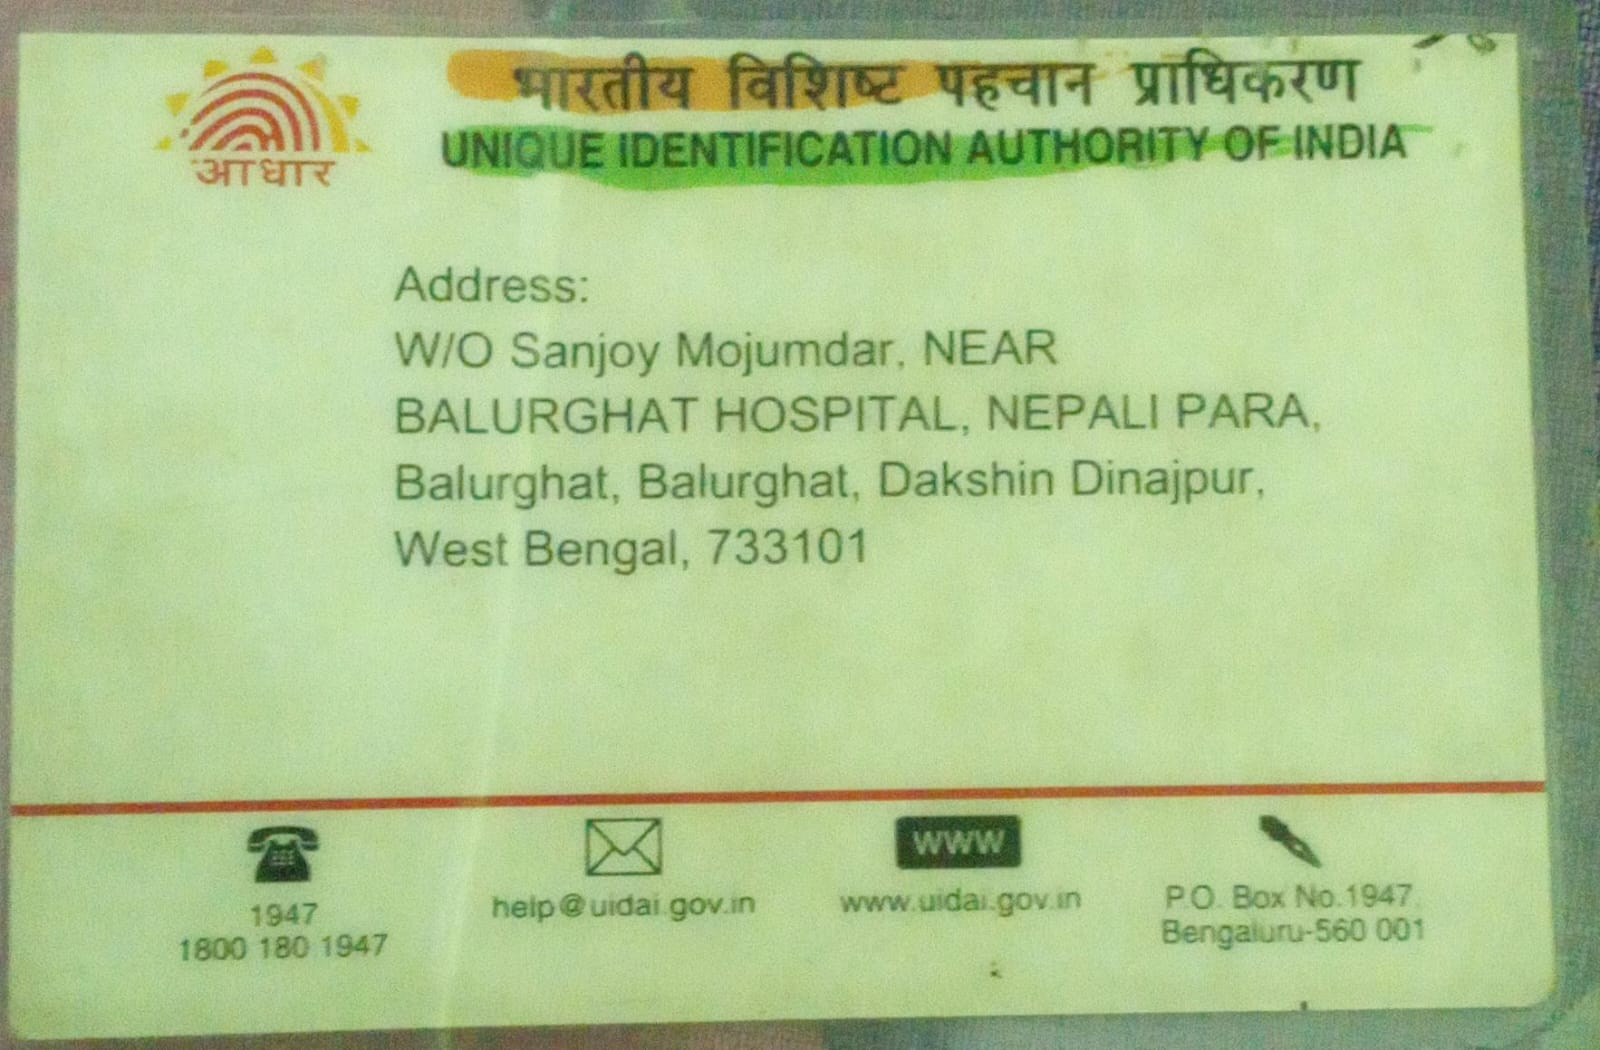 आधार
भारतीय विशिष्ट पहचान प्राधिकरण
UNIQUE IDENTIFICATION AUTHORITY OF INDIA
Address:
W/O Sanjoy Mojumdar, NEAR
BALURGHAT HOSPITAL, NEPALI PARA,
Balurghat, Balurghat, Dakshin Dinajpur,
West Bengal, 733101
1947
1800 180 1947
help@uidai.gov.in
WWW
www.uidai.gov.in
P.O. Box No.1947,
Bengaluru-560 001